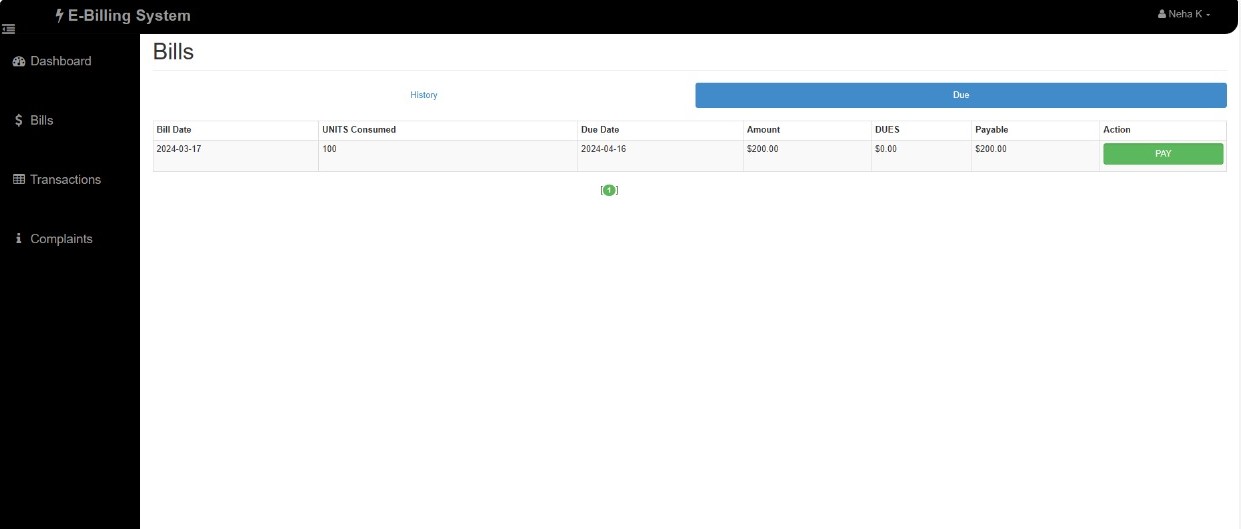 E-Billing System
Neha K
Dashboard
Bills
Transactions
Complaints
Bills
History Due
Bill Date UNITS Consumed Due Date Amount DUES Payable Action
2024-03-17 100 2024-04-16 $200.00 $0.00 $200.00 PAY
[1]